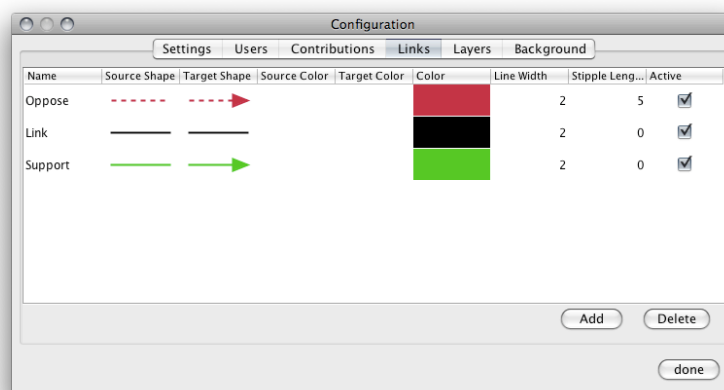 Configuration
Settings Users Contributions Links Layers Background
Name Source Shape Target Shape Source Color Target Color Color Line Width Stipple Leng... Active
Oppose 2 5
Link 2 0
Support 2 0
Add Delete
done